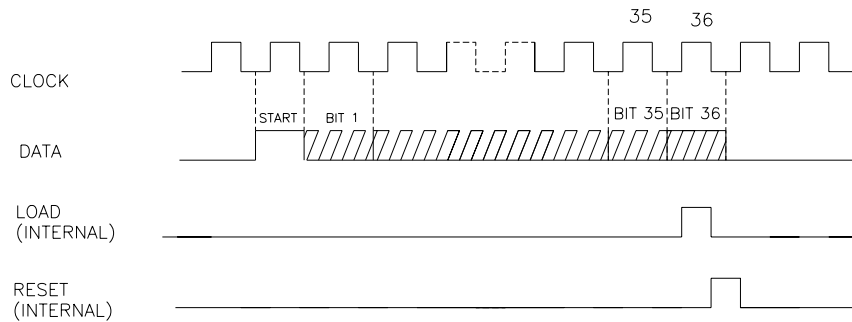 35 36
CLOCK
START BIT 1 BIT 35 BIT 36
DATA
LOAD
(INTERNAL)
RESET
(INTERNAL)